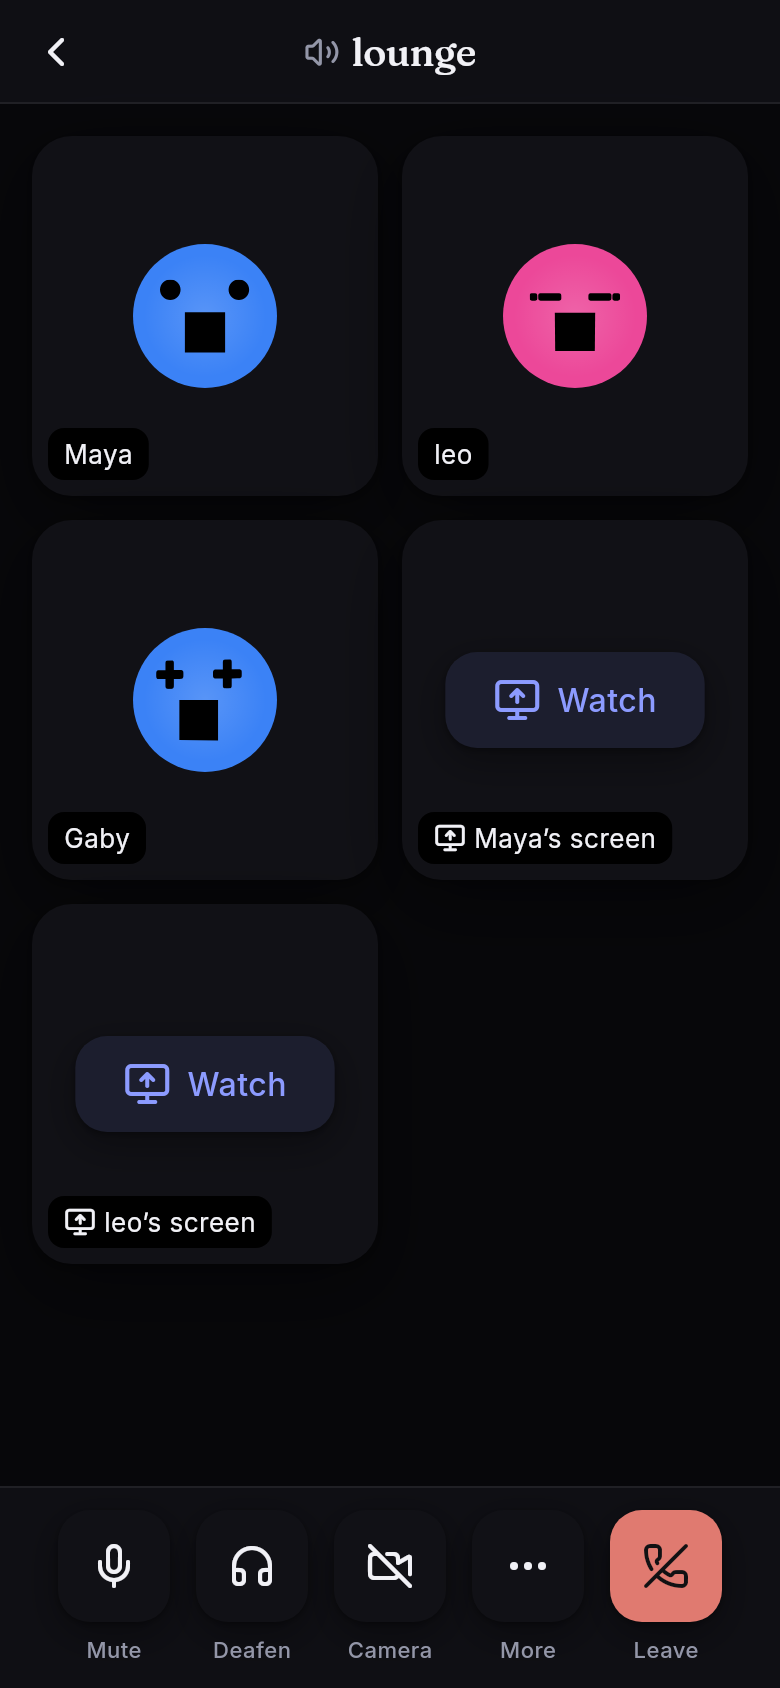 lounge
Maya
leo
Gaby
Watch
Maya’s screen
Watch
leo’s screen
Mute
Deafen
Camera
More
Leave